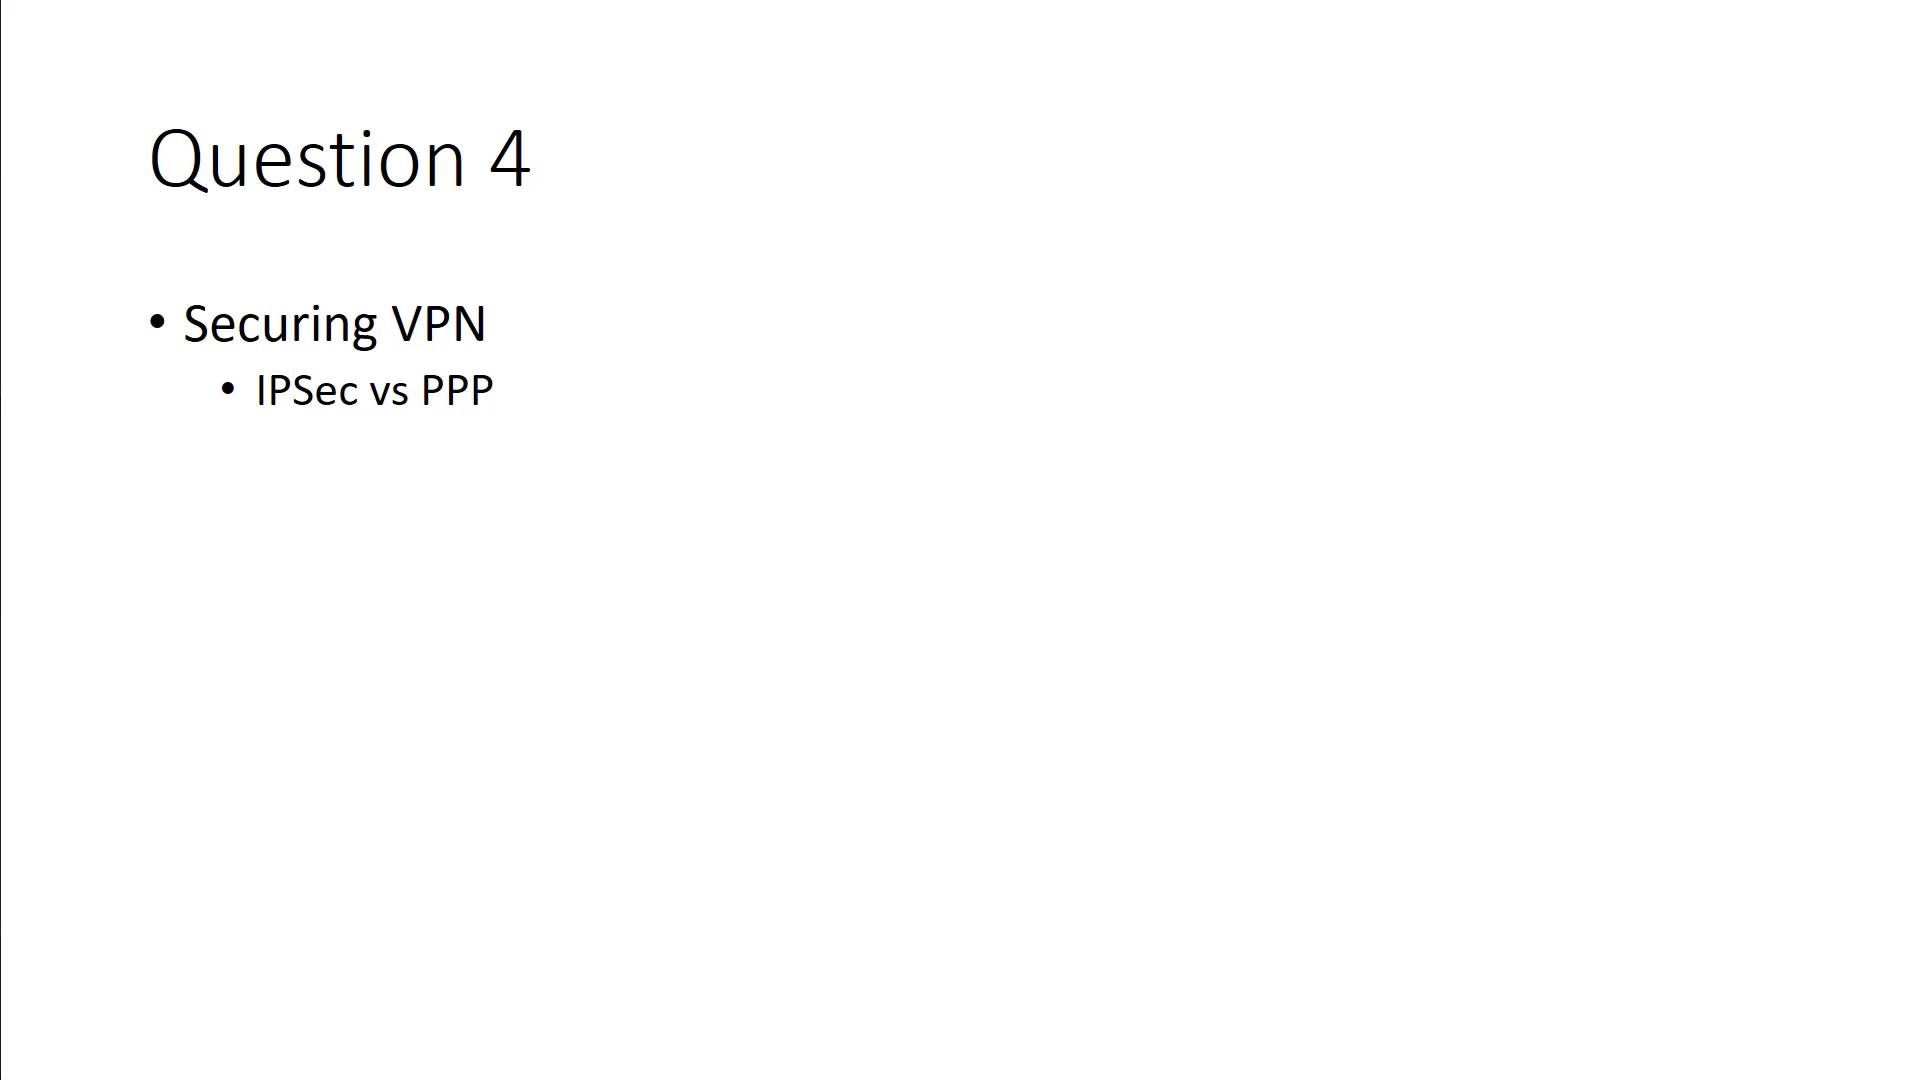 Question 4
• Securing VPN
• IPSec vs PPP